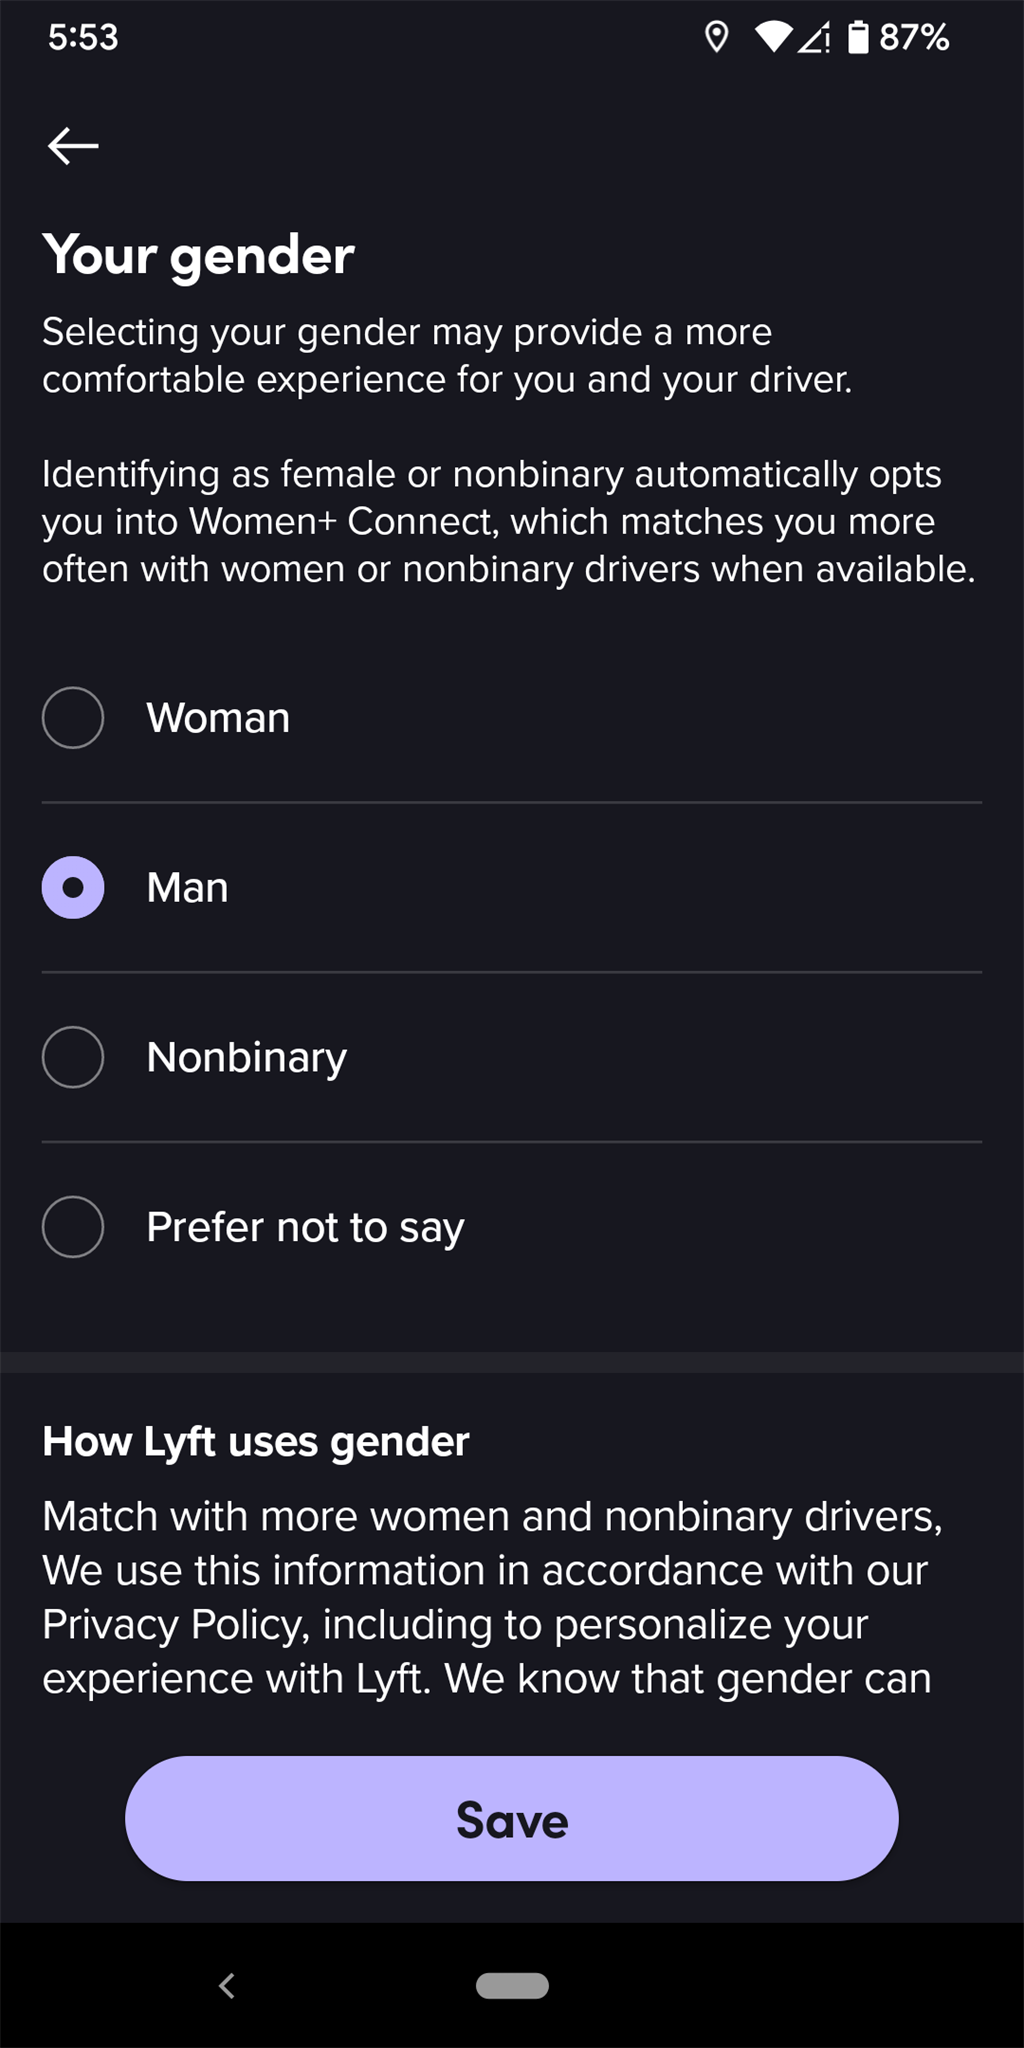 5:53
87%
Your gender
Selecting your gender may provide a more
comfortable experience for you and your driver.
Identifying as female or nonbinary automatically opts
you into Women+ Connect, which matches you more
often with women or nonbinary drivers when available.
Woman
Man
Nonbinary
Prefer not to say
How Lyft uses gender
Match with more women and nonbinary drivers,
We use this information in accordance with our
Privacy Policy, including to personalize your
experience with Lyft. We know that gender can
Save